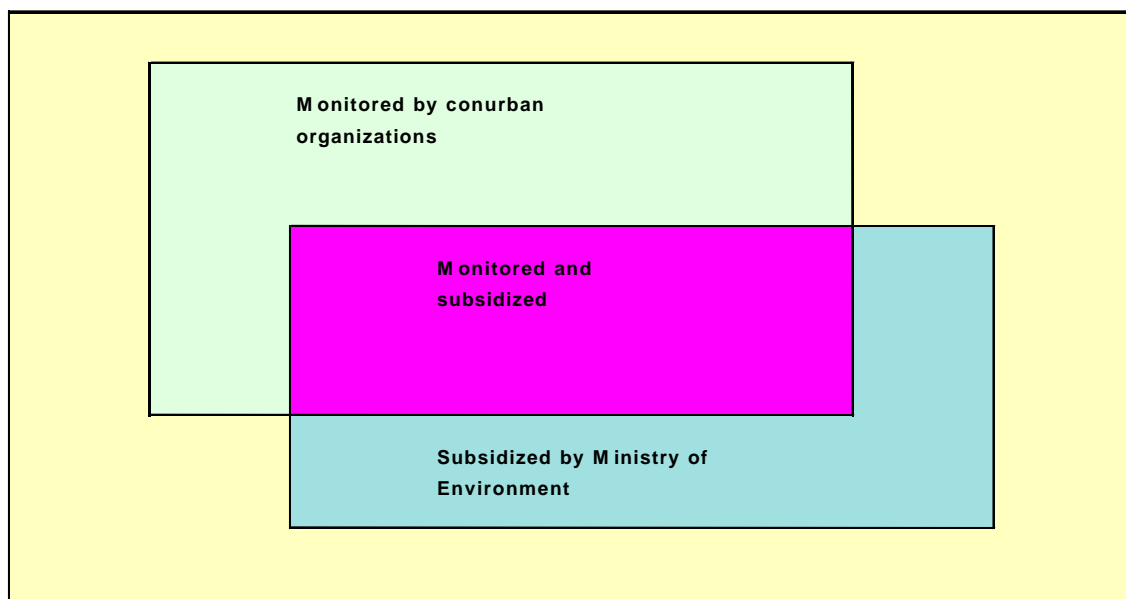 Monitored by conurban
organizations
Monitored and
subsidized
Subsidized by Ministry of
Environment